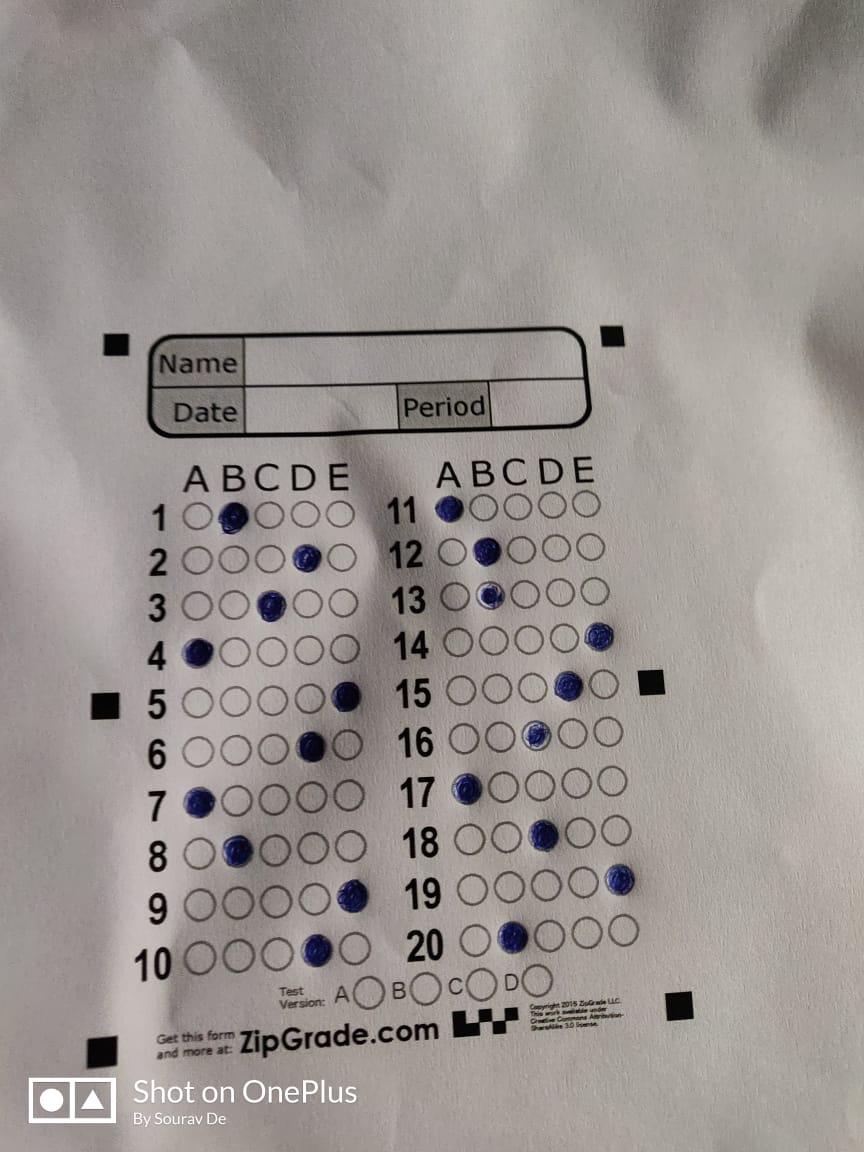 Name
Date Period
A B C D E A B C D E
1 11
2 12
3 13
4 14
5 15
6 16
7 17
8 18
9 19
10 20
Test
Version: A B C D
Get this form
and more at: ZipGrade.com
Copyright 2015 ZipGrade LLC.
This work available under
Creative Commons Attribution-
ShareAlike 3.0 license.
Shot on OnePlus
By Sourav De